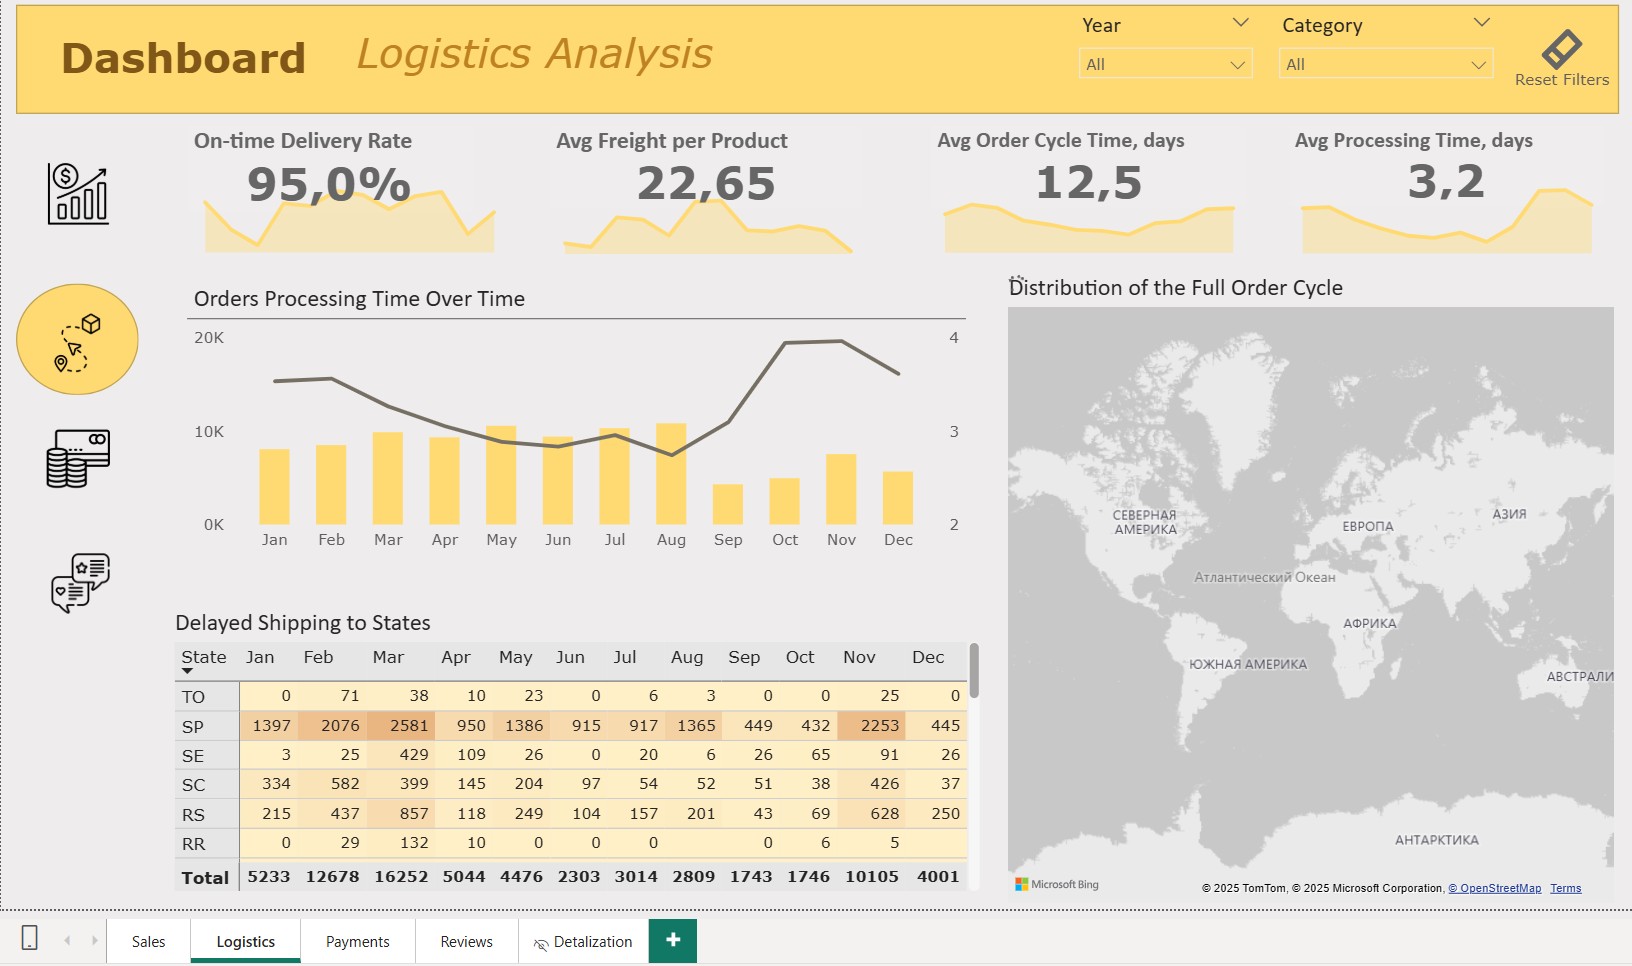 Dashboard
Logistics Analysis
Year
All
Category
All
Reset Filters
On-time Delivery Rate
95,0%
Avg Freight per Product
22,65
Avg Order Cycle Time, days
12,5
Avg Processing Time, days
3,2
Orders Processing Time Over Time
20K
10K
0K
4
3
2
Jan Feb Mar Apr May Jun Jul Aug Sep Oct Nov Dec
Delayed Shipping to States
State Jan Feb Mar Apr May Jun Jul Aug Sep Oct Nov Dec
TO 0 71 38 10 23 0 6 3 0 0 25 0
SP 1397 2076 2581 950 1386 915 917 1365 449 432 2253 445
SE 3 25 429 109 26 0 20 6 26 65 91 26
SC 334 582 399 145 204 97 54 52 51 38 426 37
RS 215 437 857 118 249 104 157 201 43 69 628 250
RR 0 29 132 10 0 0 0 0 6 5
Total 5233 12678 16252 5044 4476 2303 3014 2809 1743 1746 10105 4001
Distribution of the Full Order Cycle
СЕВЕРНАЯ
АМЕРИКА
ЕВРОПА
АЗИЯ
Атлантический Океан
АФРИКА
ЮЖНАЯ АМЕРИКА
АВСТРАЛИ
АНТАРКТИКА
Microsoft Bing
© 2025 TomTom, © 2025 Microsoft Corporation, © OpenStreetMap Terms
Sales
Logistics
Payments
Reviews
Detalization
+